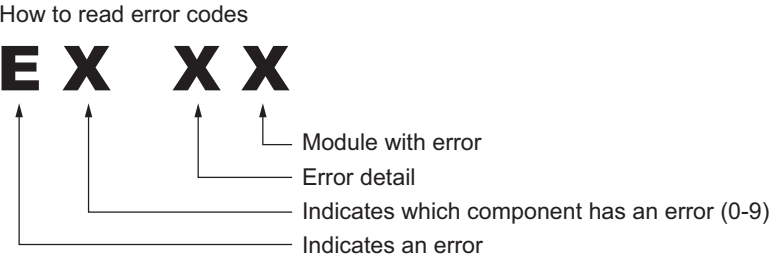 How to read error codes
E X X X
Module with error
Error detail
Indicates which component has an error (0-9)
Indicates an error